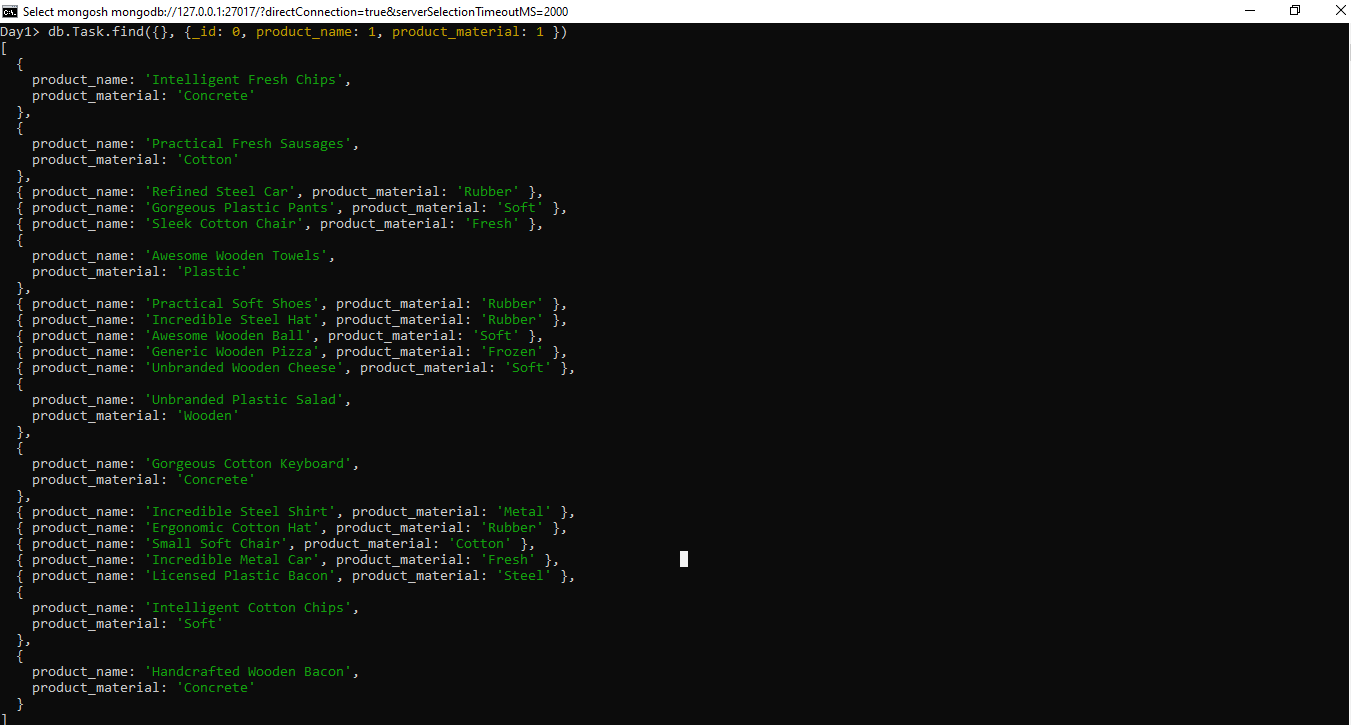 Select mongosh mongodb://127.0.0.1:27017/?directConnection=true&serverSelectionTimeoutMS=2000
Day1> db.Task.find({}, {_id: 0, product_name: 1, product_material: 1 })
[
  {
    product_name: 'Intelligent Fresh Chips',
    product_material: 'Concrete'
  },
  {
    product_name: 'Practical Fresh Sausages',
    product_material: 'Cotton'
  },
  { product_name: 'Refined Steel Car', product_material: 'Rubber' },
  { product_name: 'Gorgeous Plastic Pants', product_material: 'Soft' },
  { product_name: 'Sleek Cotton Chair', product_material: 'Fresh' },
  {
    product_name: 'Awesome Wooden Towels',
    product_material: 'Plastic'
  },
  { product_name: 'Practical Soft Shoes', product_material: 'Rubber' },
  { product_name: 'Incredible Steel Hat', product_material: 'Rubber' },
  { product_name: 'Awesome Wooden Ball', product_material: 'Soft' },
  { product_name: 'Generic Wooden Pizza', product_material: 'Frozen' },
  { product_name: 'Unbranded Wooden Cheese', product_material: 'Soft' },
  {
    product_name: 'Unbranded Plastic Salad',
    product_material: 'Wooden'
  },
  {
    product_name: 'Gorgeous Cotton Keyboard',
    product_material: 'Concrete'
  },
  { product_name: 'Incredible Steel Shirt', product_material: 'Metal' },
  { product_name: 'Ergonomic Cotton Hat', product_material: 'Rubber' },
  { product_name: 'Small Soft Chair', product_material: 'Cotton' },
  { product_name: 'Incredible Metal Car', product_material: 'Fresh' },
  { product_name: 'Licensed Plastic Bacon', product_material: 'Steel' },
  {
    product_name: 'Intelligent Cotton Chips',
    product_material: 'Soft'
  },
  {
    product_name: 'Handcrafted Wooden Bacon',
    product_material: 'Concrete'
  }
]